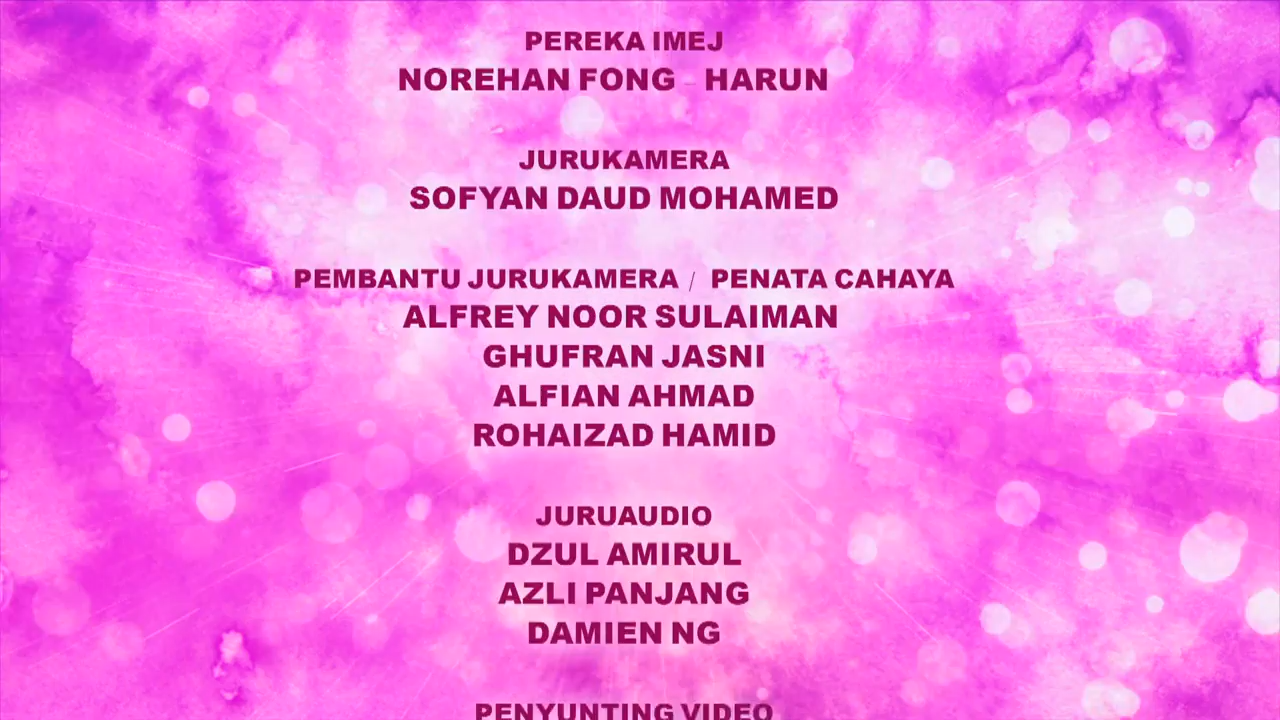 PEREKA IMEJ
NOREHAN FONG - HARUN
JURUKAMERA
SOFYAN DAUD MOHAMED
PEMBANTU JURUKAMERA / PENATA CAHAYA
ALFREY NOOR SULAIMAN
GHUFRAN JASNI
ALFIAN AHMAD
ROHAIZAD HAMID
JURUAUDIO
DZUL AMIRUL
AZLI PANJANG
DAMIEN NG
PENYUNTING VIDEO